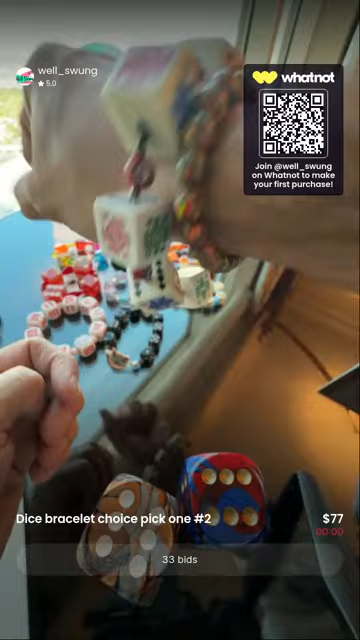 well_swung
★ 5.0
whatnot
Join @well_swung
on Whatnot to make
your first purchase!
Dice bracelet choice pick one #2
$77
00:00
33 bids